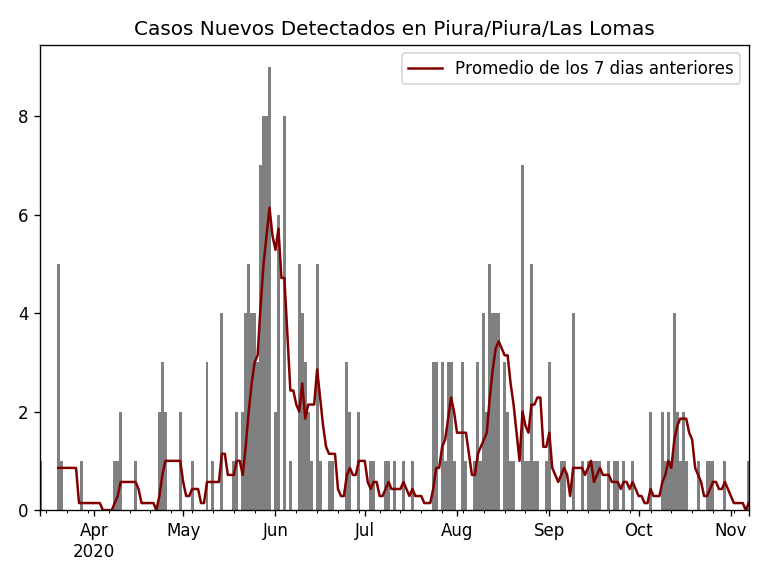 Casos Nuevos Detectados en Piura/Piura/Las Lomas
Promedio de los 7 dias anteriores
8
6
4
2
0
Apr May Jun Jul Aug Sep Oct Nov
2020